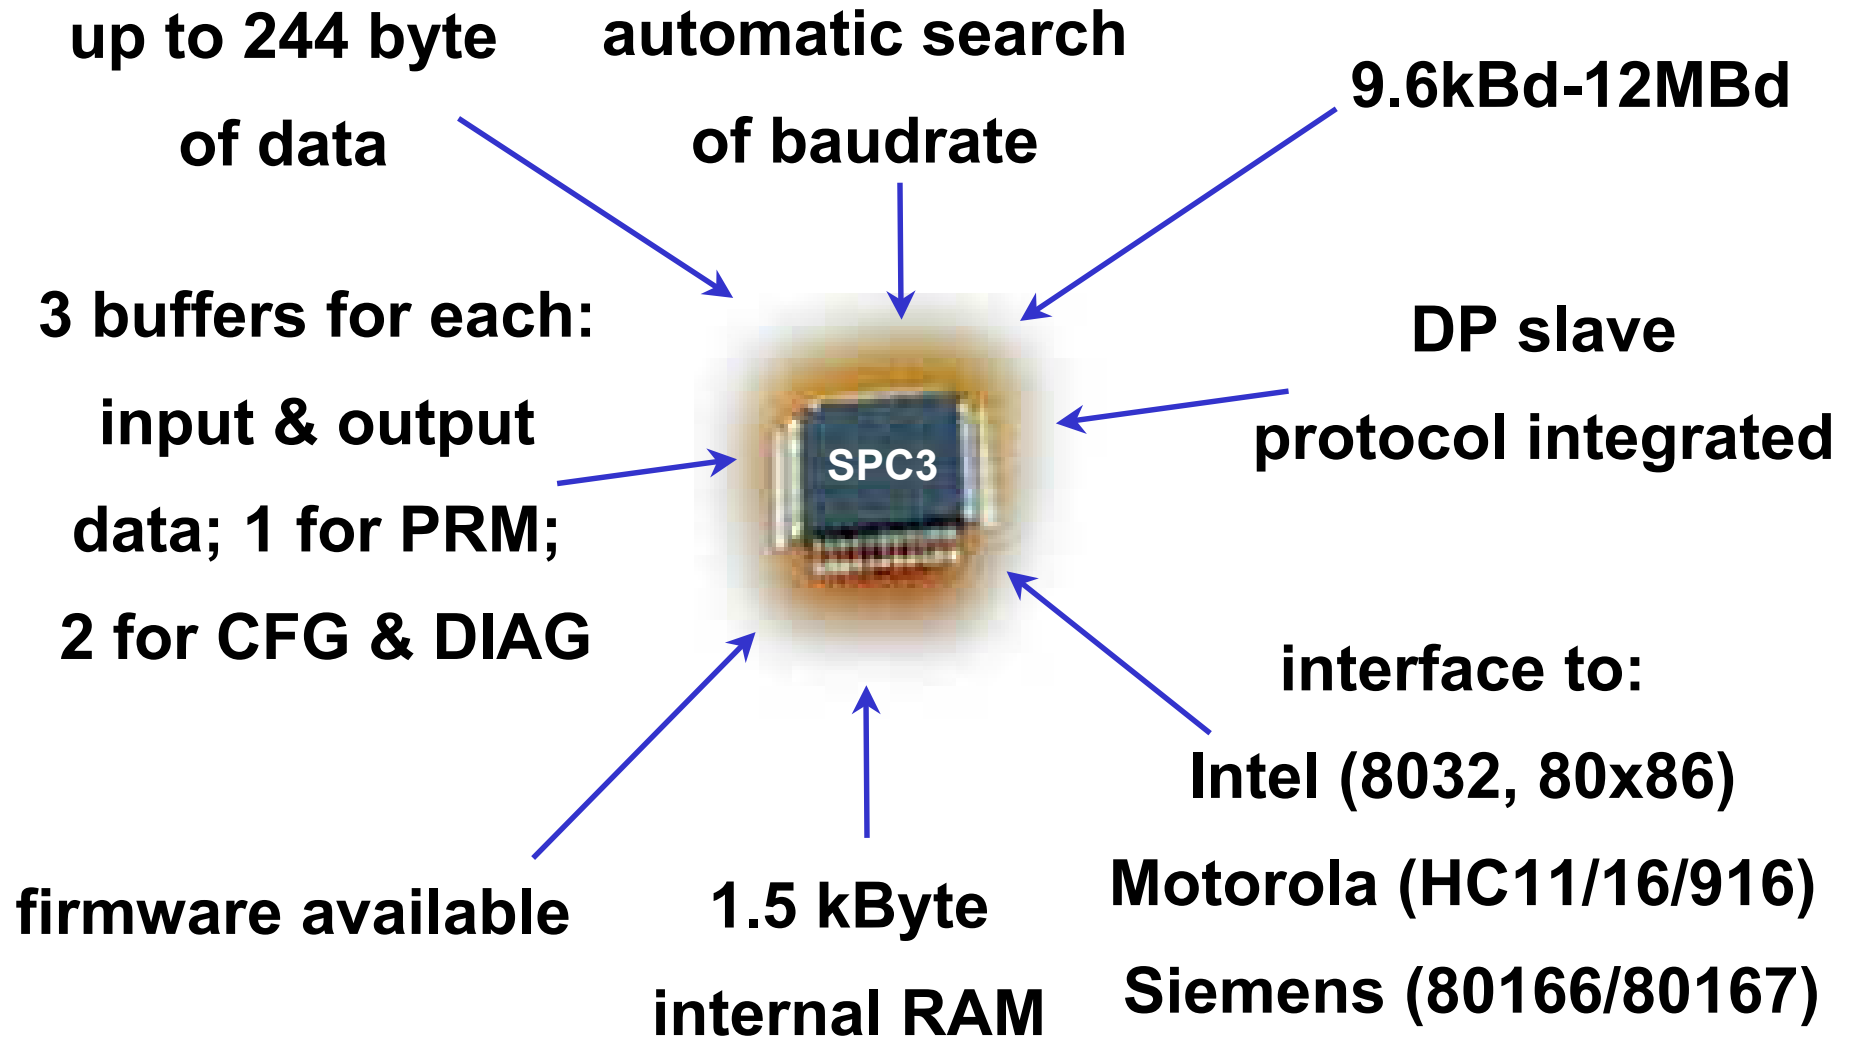 up to 244 byte
of data
automatic search
of baudrate
9.6kBd-12MBd
3 buffers for each:
input & output
data; 1 for PRM;
2 for CFG & DIAG
SPC3
DP slave
protocol integrated
firmware available
1.5 kByte
internal RAM
interface to:
Intel (8032, 80x86)
Motorola (HC11/16/916)
Siemens (80166/80167)